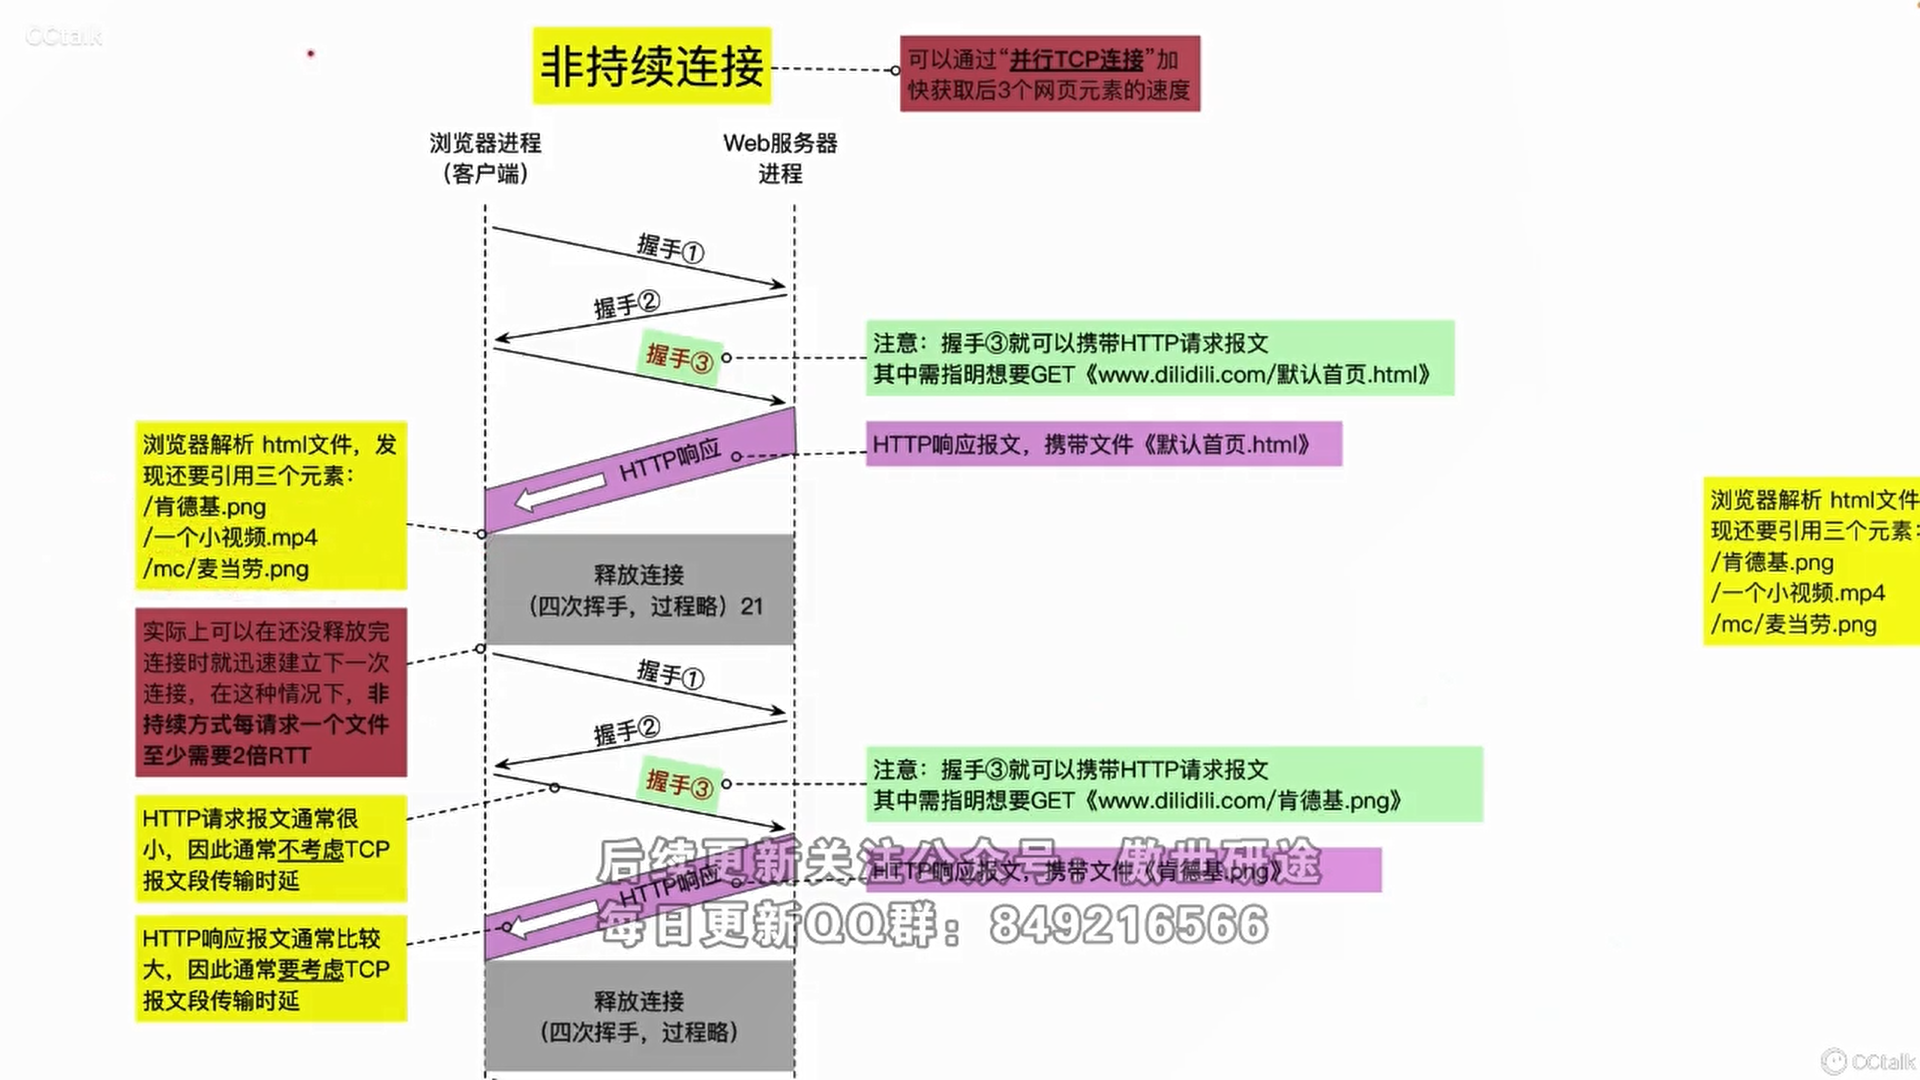 CCtalk
非持续连接
可以通过“并行TCP连接”加
快获取后3个网页元素的速度
浏览器进程
（客户端）
Web服务器
进程
握手①
握手②
握手③
注意：握手③就可以携带HTTP请求报文
其中需指明想要GET《www.dilidili.com/默认首页.html》
HTTP响应
HTTP响应报文，携带文件《默认首页.html》
浏览器解析 html文件，发
现还要引用三个元素：
/肯德基.png
/一个小视频.mp4
/mc/麦当劳.png
释放连接
（四次挥手，过程略）21
实际上可以在还没释放完
连接时就迅速建立下一次
连接，在这种情况下，非
持续方式每请求一个文件
至少需要2倍RTT
握手①
握手②
握手③
注意：握手③就可以携带HTTP请求报文
其中需指明想要GET《www.dilidili.com/肯德基.png》
HTTP请求报文通常很
小，因此通常不考虑TCP
报文段传输时延
HTTP响应
HTTP响应报文，携带文件《肯德基.png》
后续更新关注公众号：傲世研途
每日更新QQ群：849216566
HTTP响应报文通常比较
大，因此通常要考虑TCP
报文段传输时延
释放连接
（四次挥手，过程略）
浏览器解析 html文件
现还要引用三个元素：
/肯德基.png
/一个小视频.mp4
/mc/麦当劳.png
CCtalk